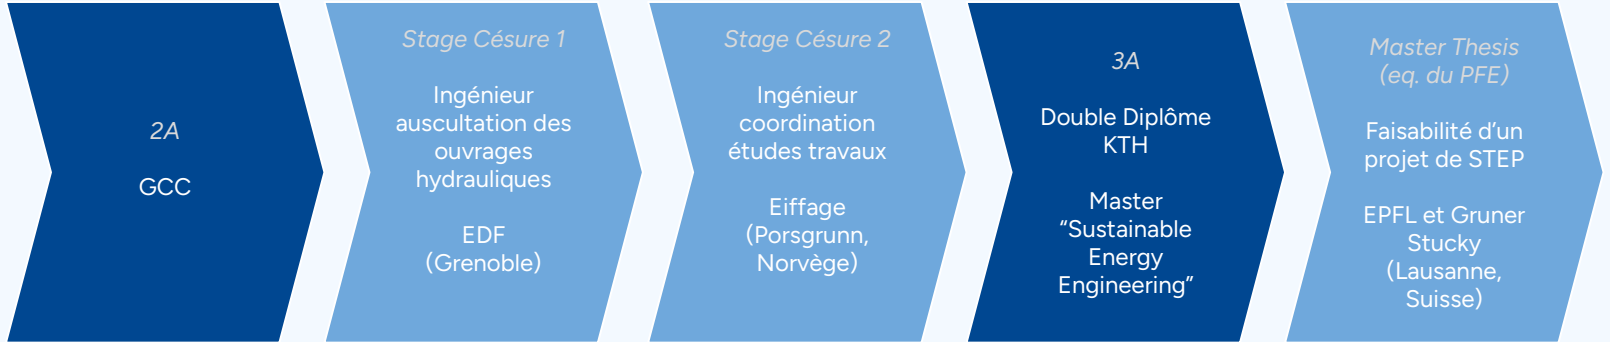 2A
GCC
Stage Césure 1
Ingénieur
auscultation des
ouvrages
hydrauliques
EDF
(Grenoble)
Stage Césure 2
Ingénieur
coordination
études travaux
Eiffage
(Porsgrunn,
Norvège)
3A
Double Diplôme
KTH
Master
“Sustainable
Energy
Engineering”
Master Thesis
(eq. du PFE)
Faisabilité d’un
projet de STEP
EPFL et Gruner
Stucky
(Lausanne,
Suisse)